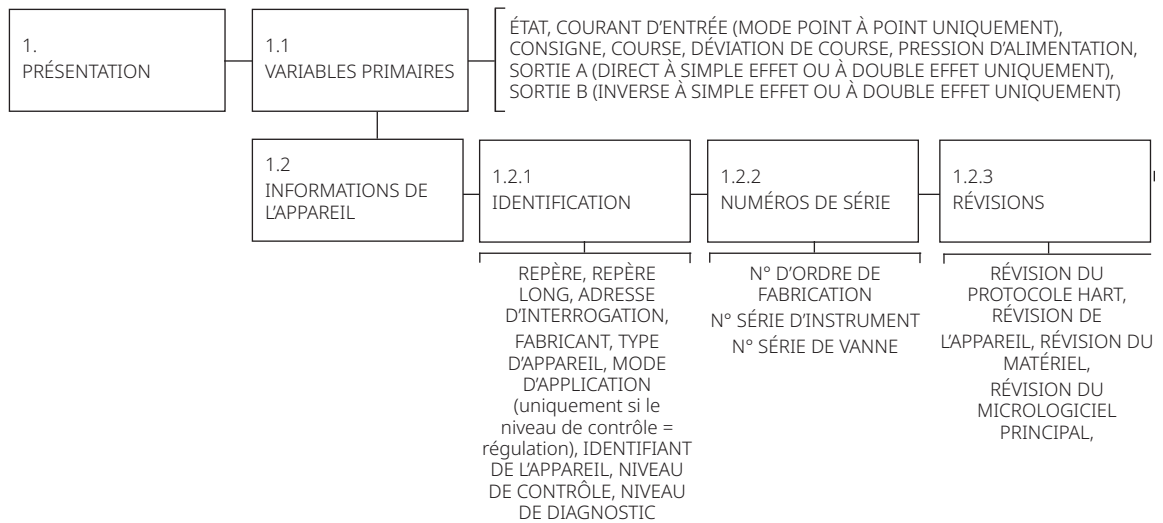 1.
PRÉSENTATION
1.1
VARIABLES PRIMAIRES
ÉTAT, COURANT D’ENTRÉE (MODE POINT À POINT UNIQUEMENT),
CONSIGNE, COURSE, DÉVIATION DE COURSE, PRESSION D’ALIMENTATION,
SORTIE A (DIRECT À SIMPLE EFFET OU À DOUBLE EFFET UNIQUEMENT),
SORTIE B (INVERSE À SIMPLE EFFET OU À DOUBLE EFFET UNIQUEMENT)
1.2
INFORMATIONS DE
L’APPAREIL
1.2.1
IDENTIFICATION
1.2.2
NUMÉROS DE SÉRIE
1.2.3
RÉVISIONS
REPÈRE, REPÈRE
LONG, ADRESSE
D’INTERROGATION,
FABRICANT, TYPE
D’APPAREIL, MODE
D’APPLICATION
(uniquement si le
niveau de contrôle =
régulation), IDENTIFIANT
DE L’APPAREIL, NIVEAU
DE CONTRÔLE, NIVEAU
DE DIAGNOSTIC
N° D’ORDRE DE
FABRICATION
N° SÉRIE D’INSTRUMENT
N° SÉRIE DE VANNE
RÉVISION DU
PROTOCOLE HART,
RÉVISION DE
L’APPAREIL, RÉVISION DU
MATÉRIEL,
RÉVISION DU
MICROLOGICIEL
PRINCIPAL,